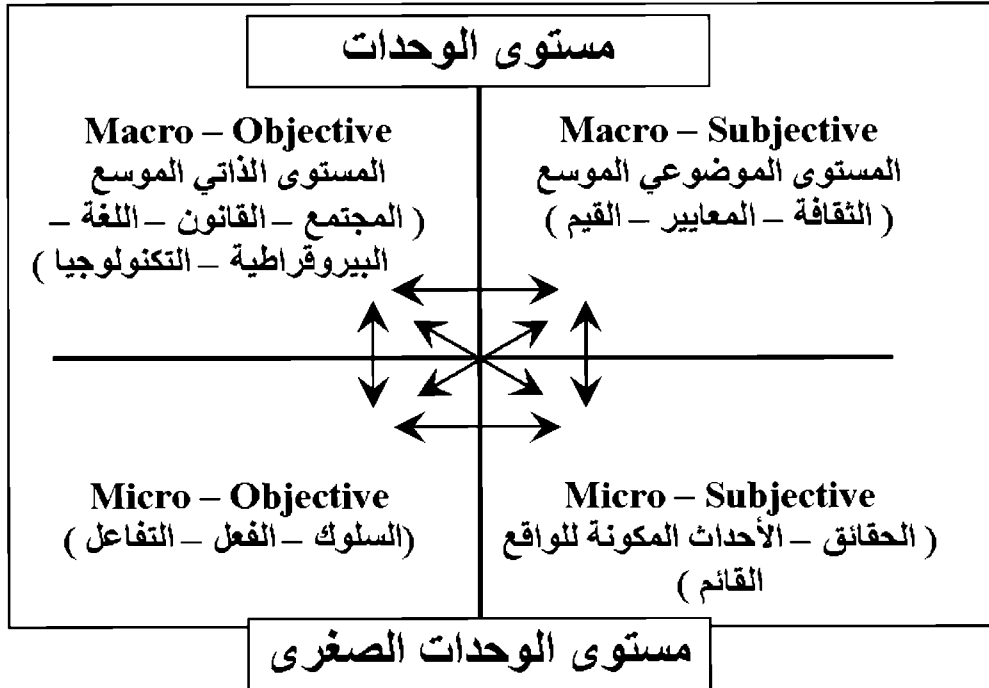 مستوى الوحدات
Macro – Objective
المستوى الذاتي الموسع
( المجتمع – القانون – اللغة –
البيروقراطية – التكنولوجيا )
Macro – Subjective
المستوى الموضوعي الموسع
( الثقافة – المعايير – القيم )
Micro – Objective
(السلوك – الفعل – التفاعل )
Micro – Subjective
( الحقائق – الأحداث المكونة للواقع
القائم )
مستوى الوحدات الصغرى